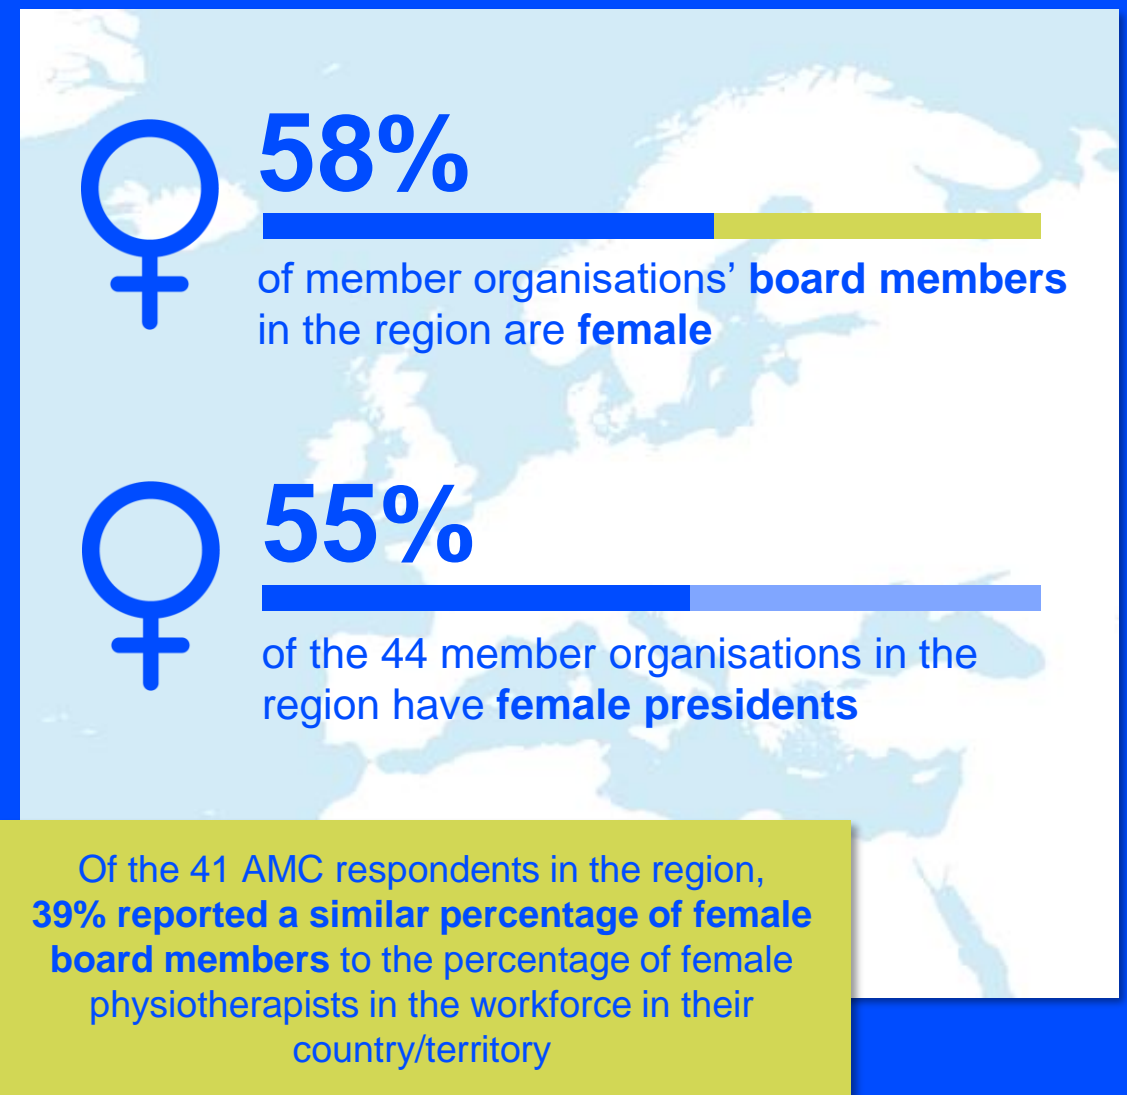 58%
of member organisations’ board members
in the region are female
55%
of the 44 member organisations in the
region have female presidents
Of the 41 AMC respondents in the region,
39% reported a similar percentage of female
board members to the percentage of female
physiotherapists in the workforce in their
country/territory